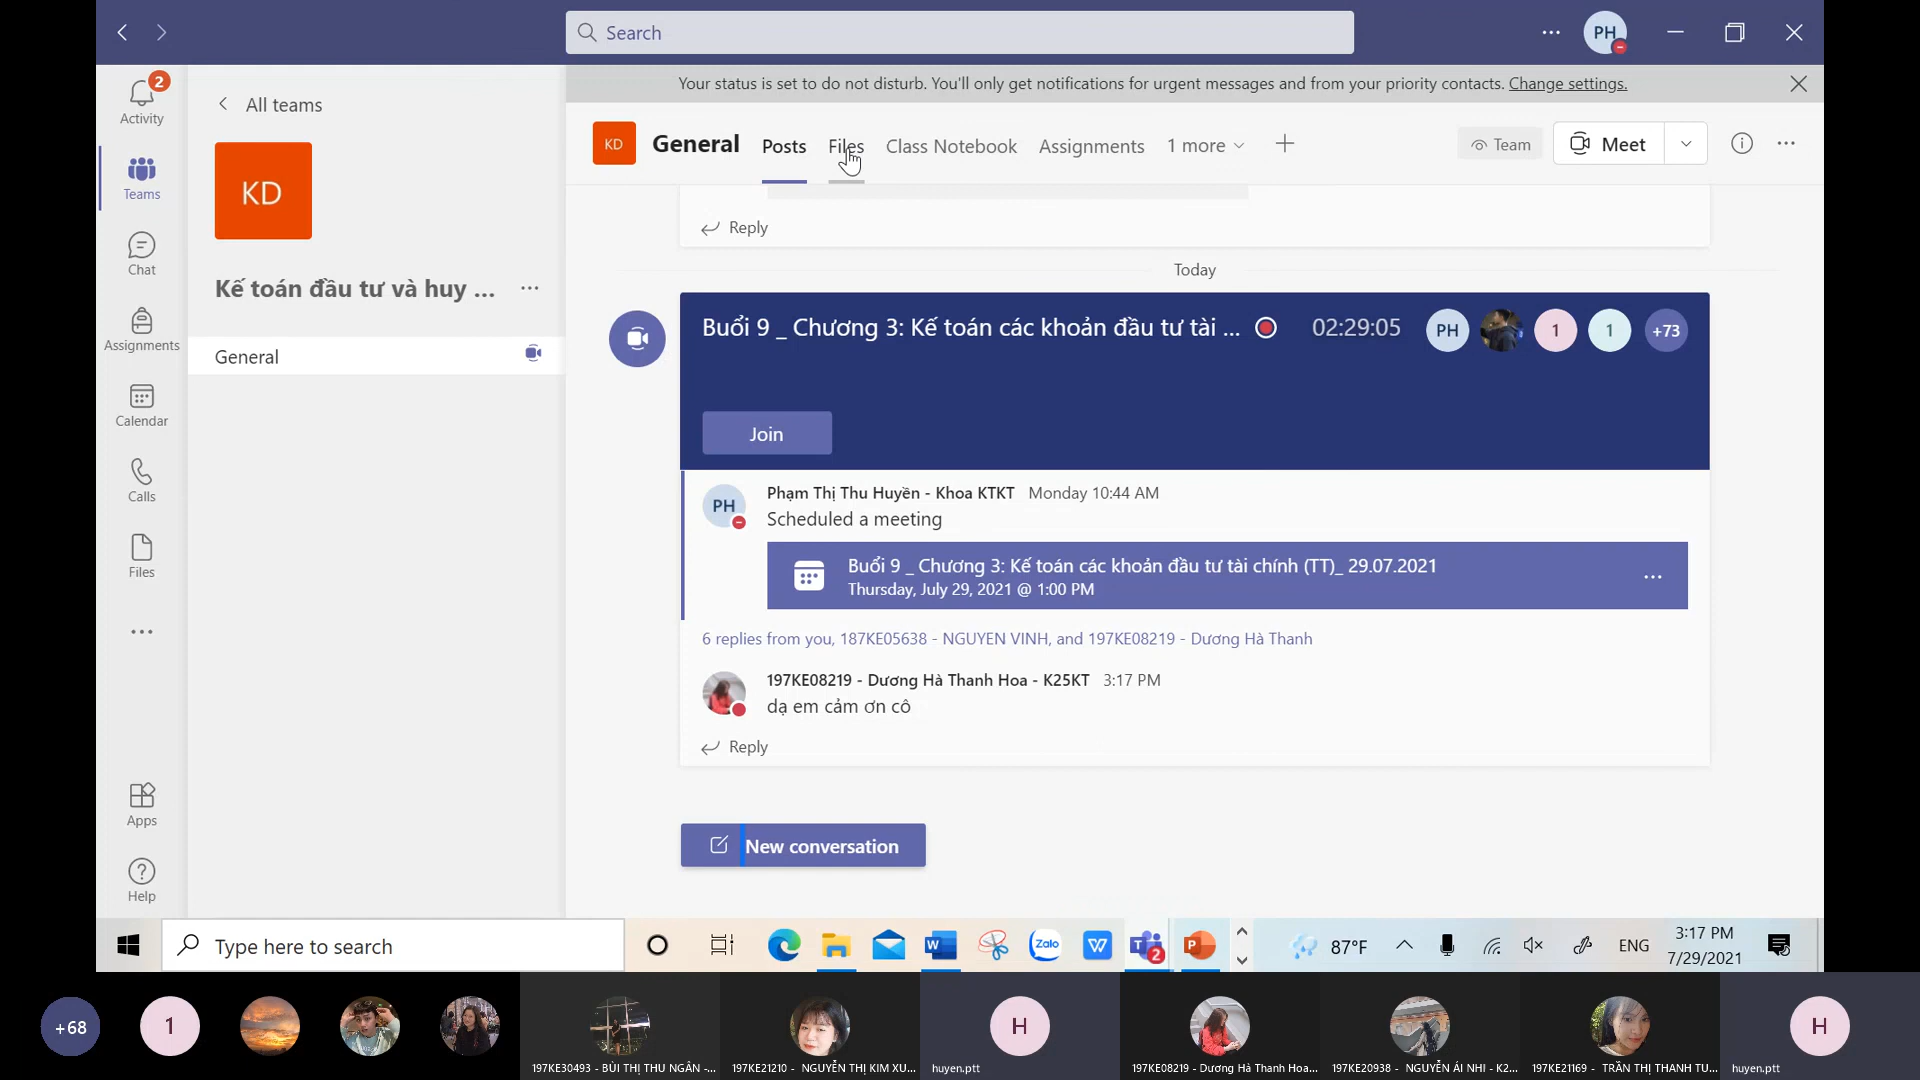 Search
PH
Your status is set to do not disturb. You'll only get notifications for urgent messages and from your priority contacts. Change settings.
2
Activity
Teams
Chat
Assignments
Calendar
Calls
Files
Apps
Help
All teams
KD
Kế toán đầu tư và huy ...
General
KD
General
Posts
Files
Class Notebook
Assignments
1 more
Team
Meet
Reply
Today
Buổi 9 _ Chương 3: Kế toán các khoản đầu tư tài ...
02:29:05
PH
1
1
+73
Join
PH
Phạm Thị Thu Huyền - Khoa KTKT Monday 10:44 AM
Scheduled a meeting
Buổi 9 _ Chương 3: Kế toán các khoản đầu tư tài chính (TT)_ 29.07.2021
Thursday, July 29, 2021 @ 1:00 PM
6 replies from you, 187KE05638 - NGUYEN VINH, and 197KE08219 - Dương Hà Thanh
197KE08219 - Dương Hà Thanh Hoa - K25KT 3:17 PM
dạ em cảm ơn cô
Reply
New conversation
Type here to search
Zalo
2
87°F
ENG
3:17 PM
7/29/2021
+68
1
H
H
197KE30493 - BÙI THỊ THU NGÂN -...
197KE21210 - NGUYỄN THỊ KIM XU...
huyen.ptt
197KE08219 - Dương Hà Thanh Hoa...
197KE20938 - NGUYỄN ÁI NHI - K2...
197KE21169 - TRẦN THỊ THANH TU...
huyen.ptt